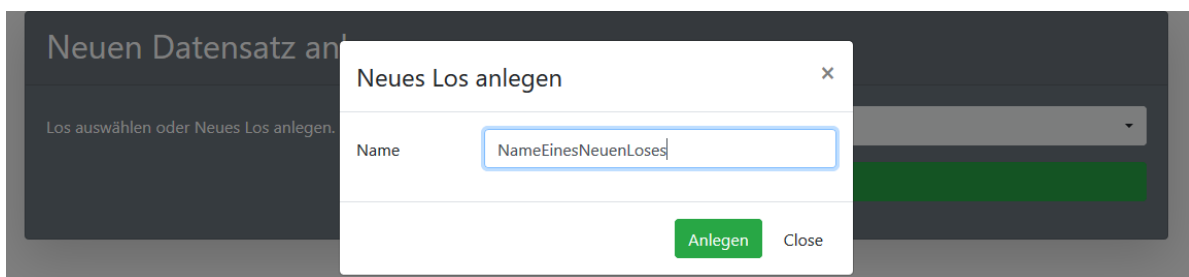 Neuen Datensatz an
Neues Los anlegen
×
Los auswählen oder Neues Los anlegen.
Name
NameEinesNeuenLoses
Anlegen
Close